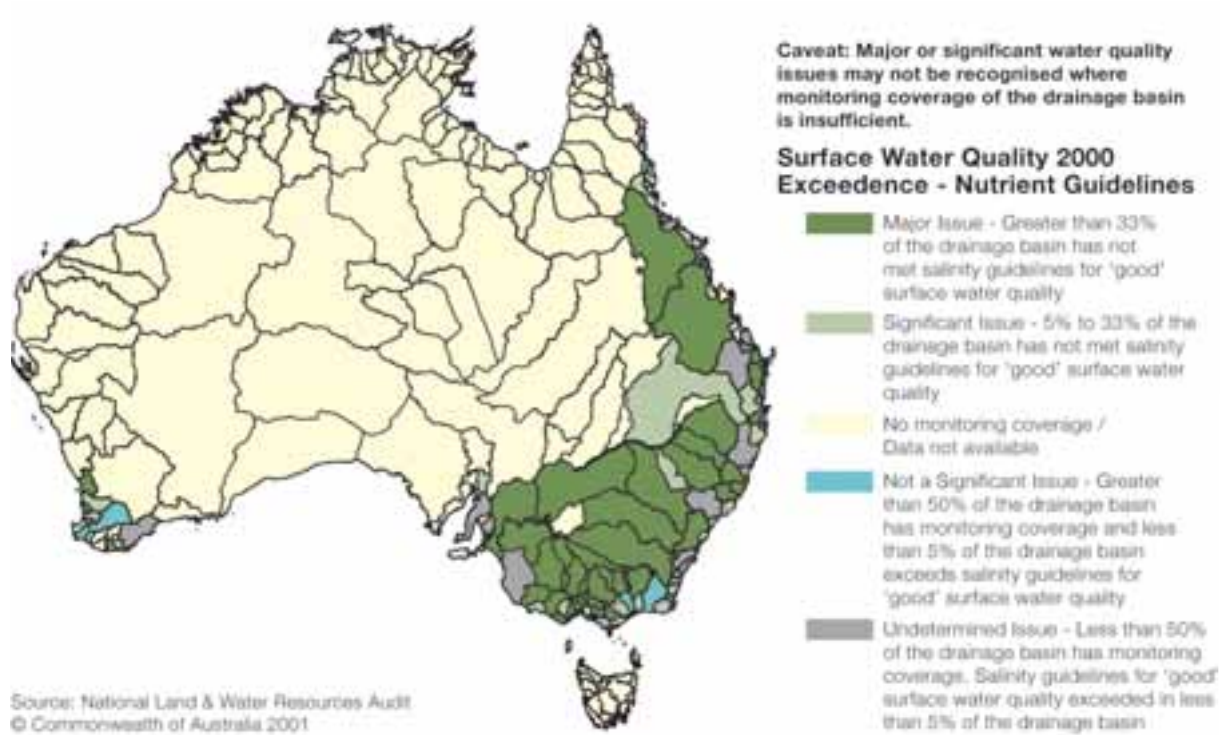 Caveat: Major or significant water quality
issues may not be recognised where
monitoring coverage of the drainage basin
is insufficient.
Surface Water Quality 2000
Exceedence - Nutrient Guidelines
Major Issue - Greater than 33%
of the drainage basin has not
met salinity guidelines for 'good'
surface water quality
Significant Issue - 5% to 33% of the
drainage basin has not met salinity
guidelines for 'good' surface water
quality
No monitoring coverage /
Data not available
Not a Significant Issue - Greater
than 50% of the drainage basin
has monitoring coverage and less
than 5% of the drainage basin
exceeds salinity guidelines for
'good' surface water quality
Undetermined Issue - Less than 50%
of the drainage basin has monitoring
coverage. Salinity guidelines for 'good'
surface water quality exceeded in less
than 5% of the drainage basin
Source: National Land & Water Resources Audit
© Commonwealth of Australia 2001